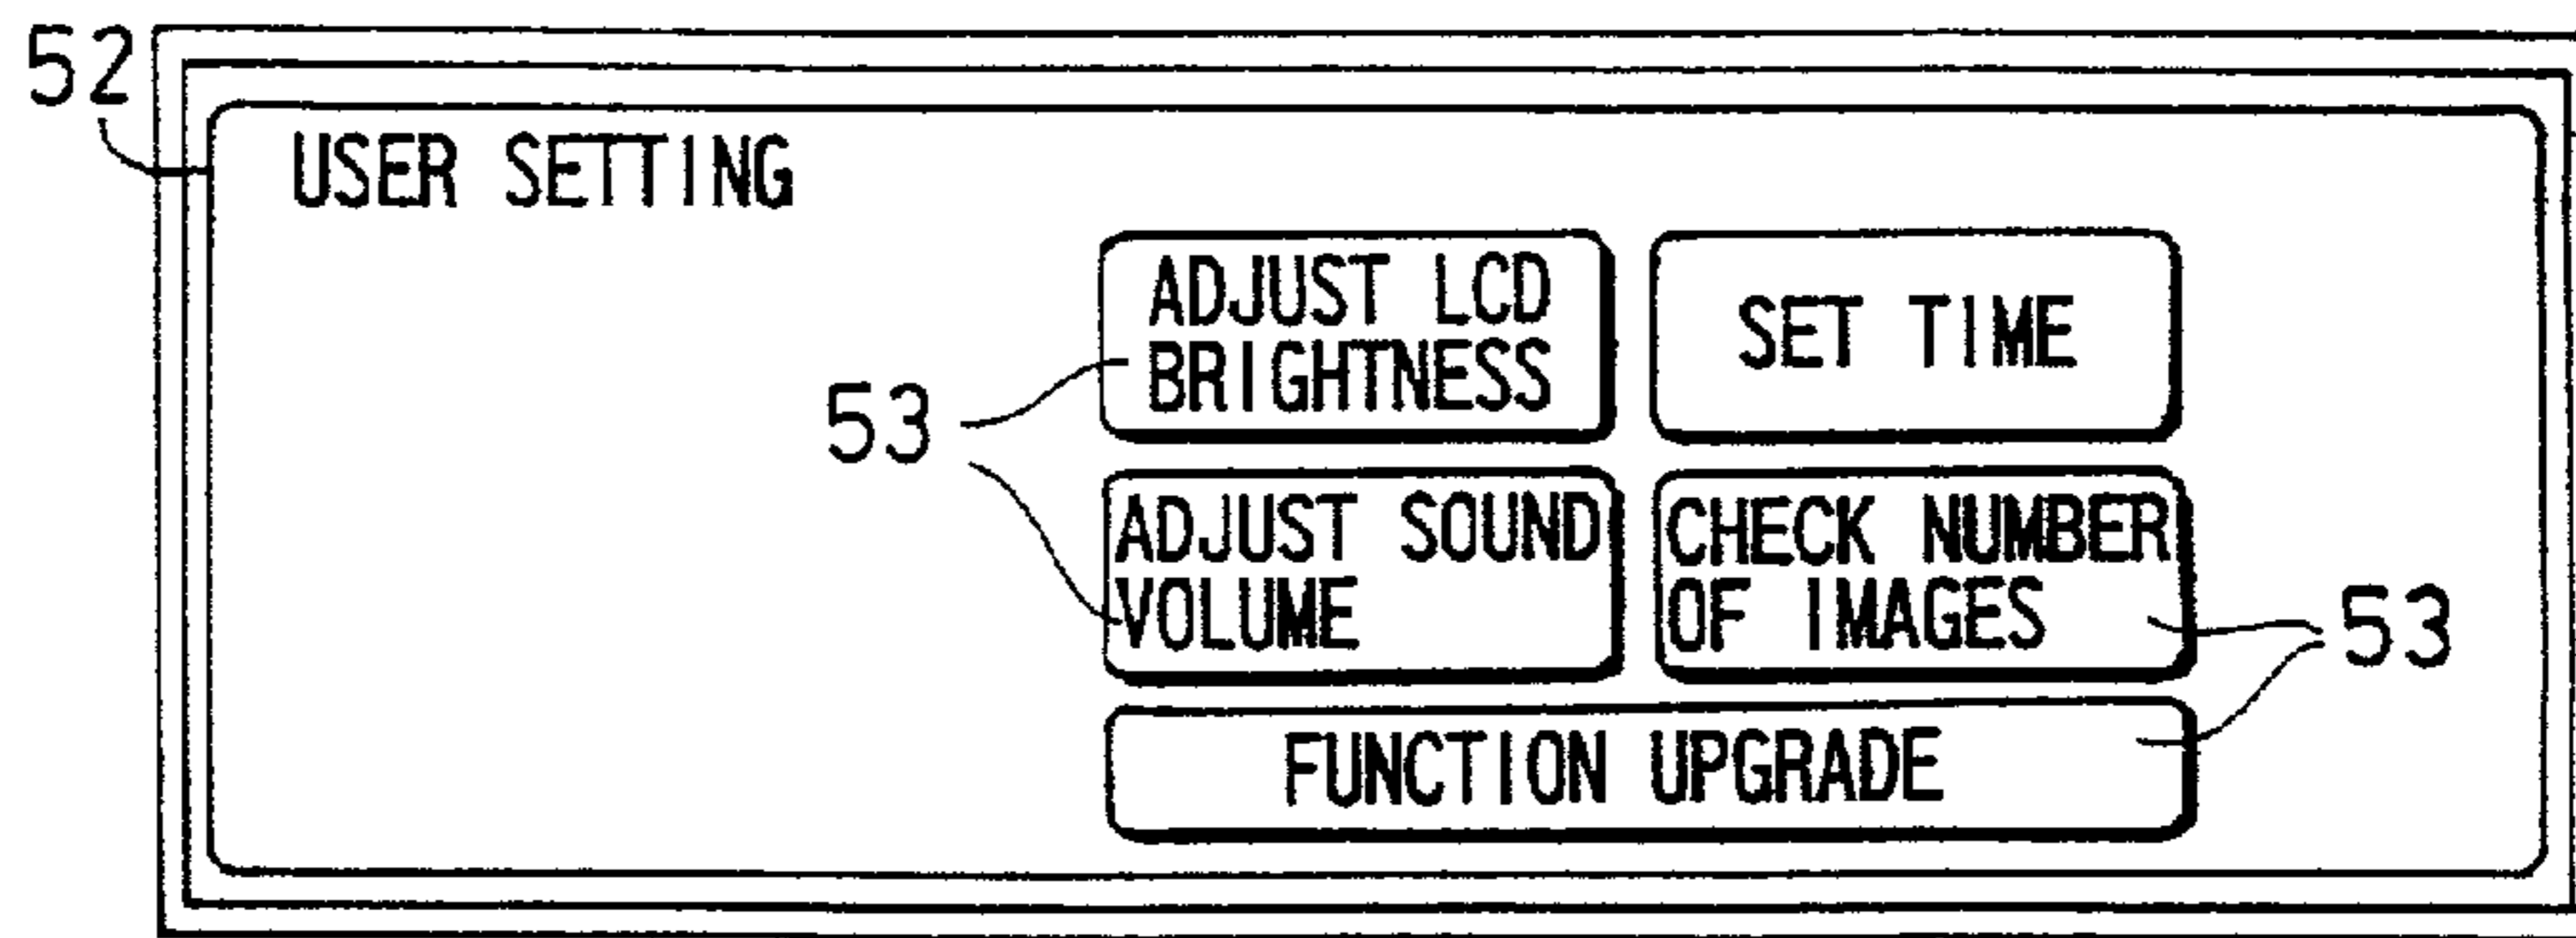 52
USER SETTING
ADJUST LCD
BRIGHTNESS
SET TIME
53
ADJUST SOUND
VOLUME
CHECK NUMBER
OF IMAGES
53
FUNCTION UPGRADE